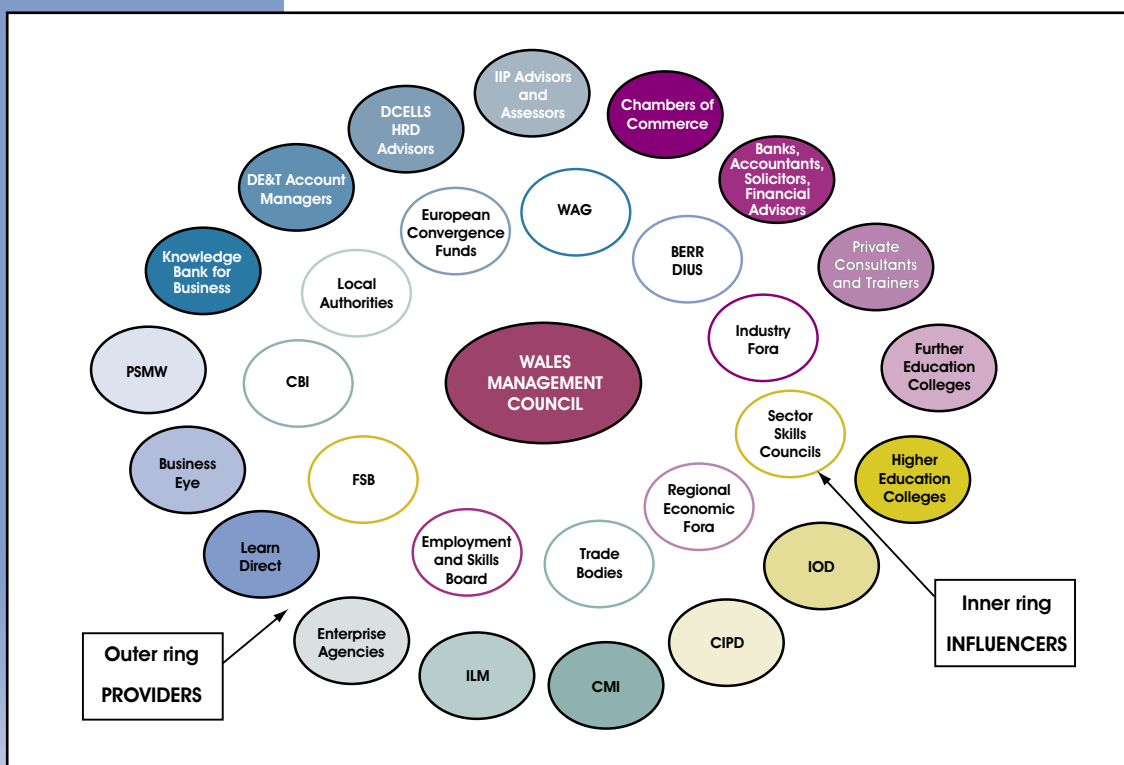 IIP Advisors
and
Assessors
Chambers of
Commerce
DCELLS
HRD
Advisors
Banks,
Accountants,
Solicitors,
Financial
Advisors
DE&T Account
Managers
European
Convergence
Funds
WAG
BERR
DIUS
Private
Consultants
and Trainers
Knowledge
Bank for
Business
Local
Authorities
Industry
Fora
Further
Education
Colleges
PSMW
CBI
WALES
MANAGEMENT
COUNCIL
Sector
Skills
Councils
Business
Eye
FSB
Regional
Economic
Fora
Higher
Education
Colleges
Learn
Direct
Employment
and Skills
Board
Trade
Bodies
IOD
Inner ring
INFLUENCERS
Outer ring
PROVIDERS
Enterprise
Agencies
ILM
CMI
CIPD